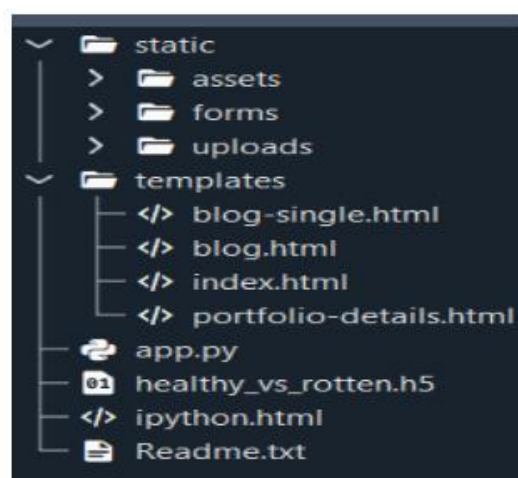 static
assets
forms
uploads
templates
</> blog-single.html
</> blog.html
</> index.html
</> portfolio-details.html
app.py
01 healthy_vs_rotten.h5
</> ipython.html
Readme.txt